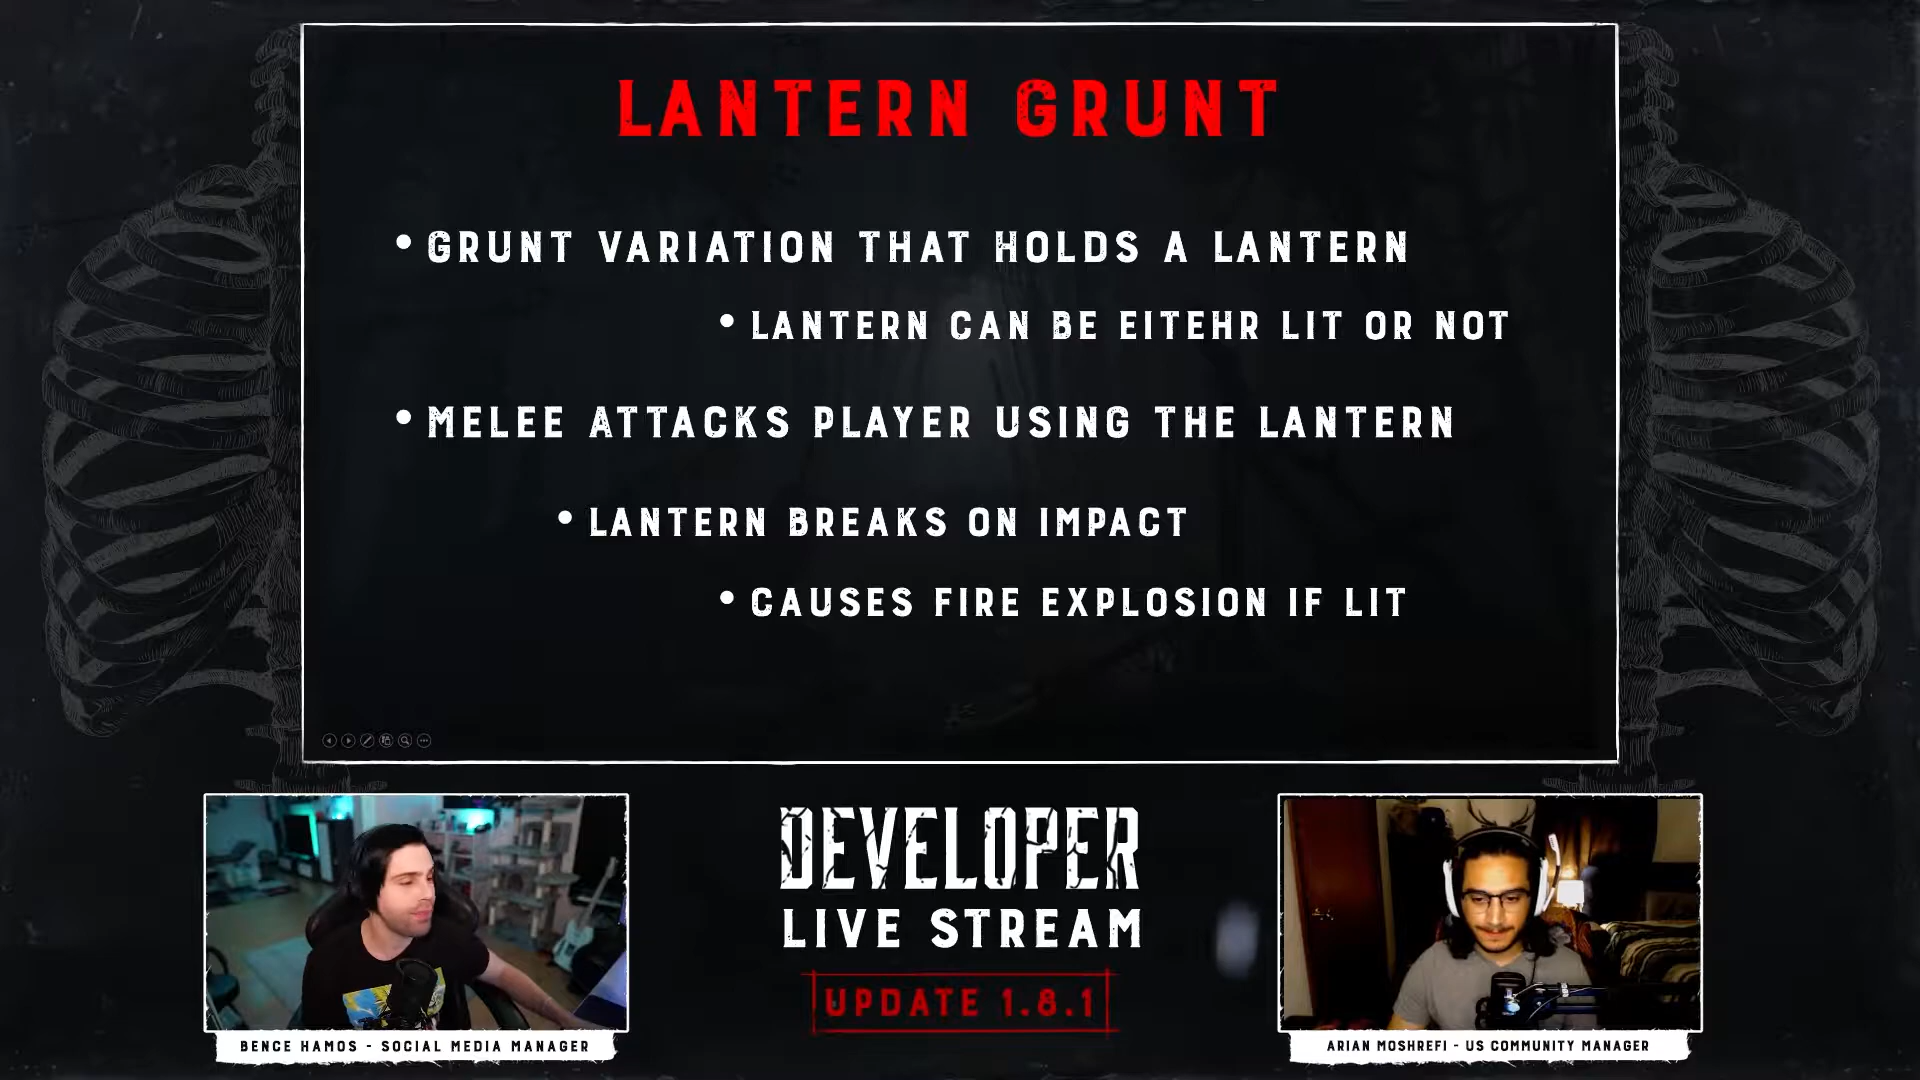 LANTERN GRUNT
• GRUNT VARIATION THAT HOLDS A LANTERN
• LANTERN CAN BE EITEHR LIT OR NOT
• MELEE ATTACKS PLAYER USING THE LANTERN
• LANTERN BREAKS ON IMPACT
• CAUSES FIRE EXPLOSION IF LIT
DEVELOPER
LIVE STREAM
UPDATE 1.8.1
BENCE HAMOS - SOCIAL MEDIA MANAGER
ARIAN MOSHREFI - US COMMUNITY MANAGER